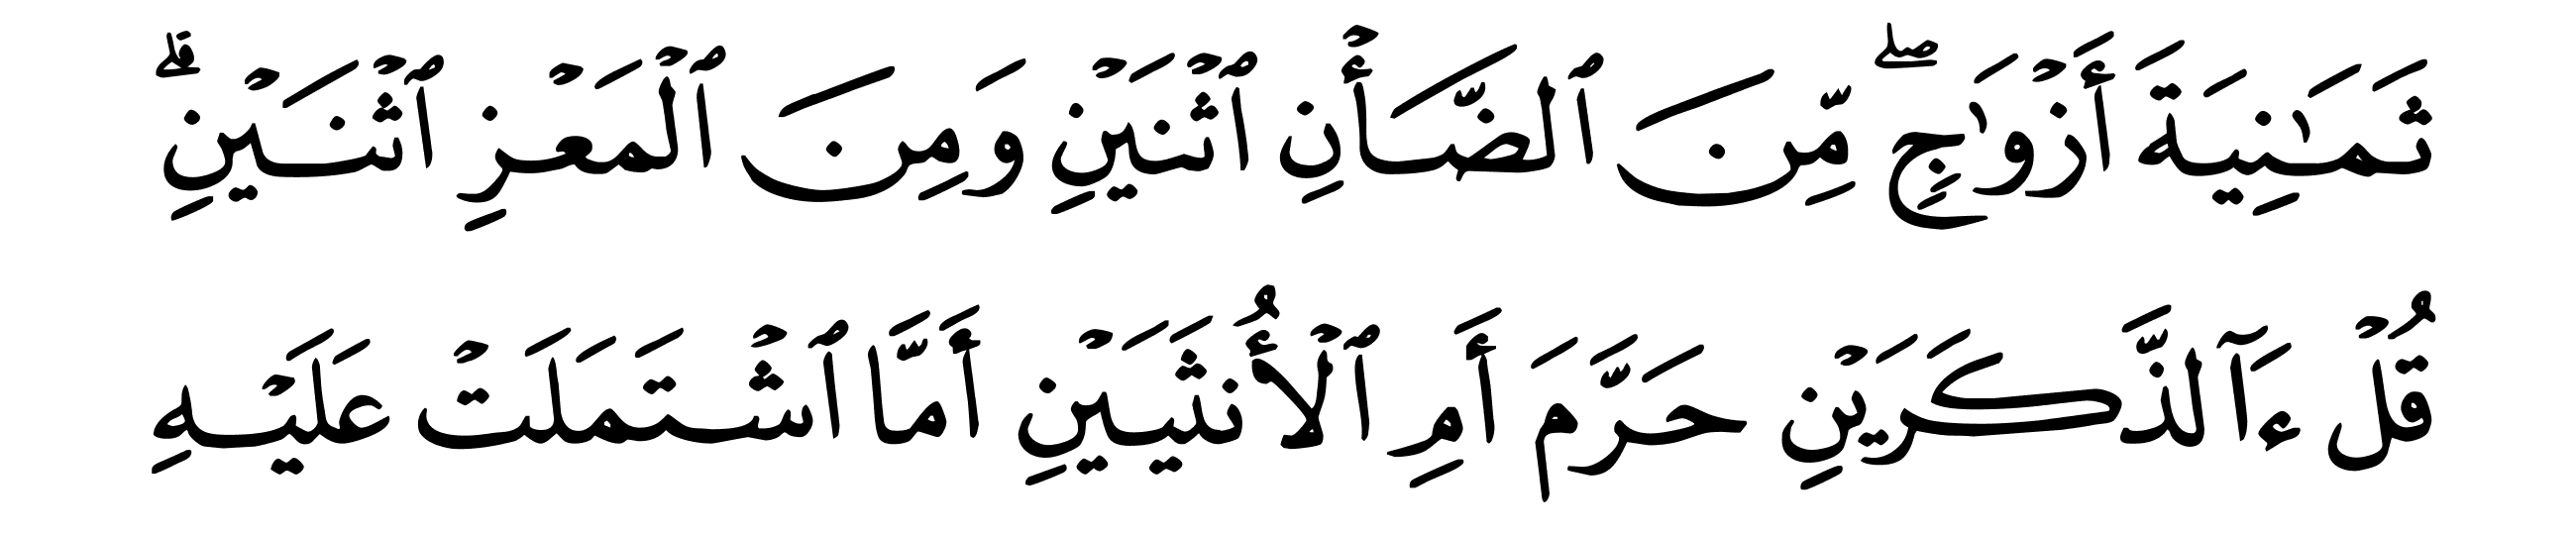 ثَمَـٰنِيَةَ أَزۡوَٰجٖۖ مِّنَ ٱلضَّأۡنِ ٱثۡنَيۡنِ وَمِنَ ٱلۡمَعۡزِ ٱثۡنَيۡنِۗ
قُلۡ ءَآلذَّكَرَيۡنِ حَرَّمَ أَمِ ٱلۡأُنثَيَيۡنِ أَمَّا ٱشۡتَمَلَتۡ عَلَيۡهِ